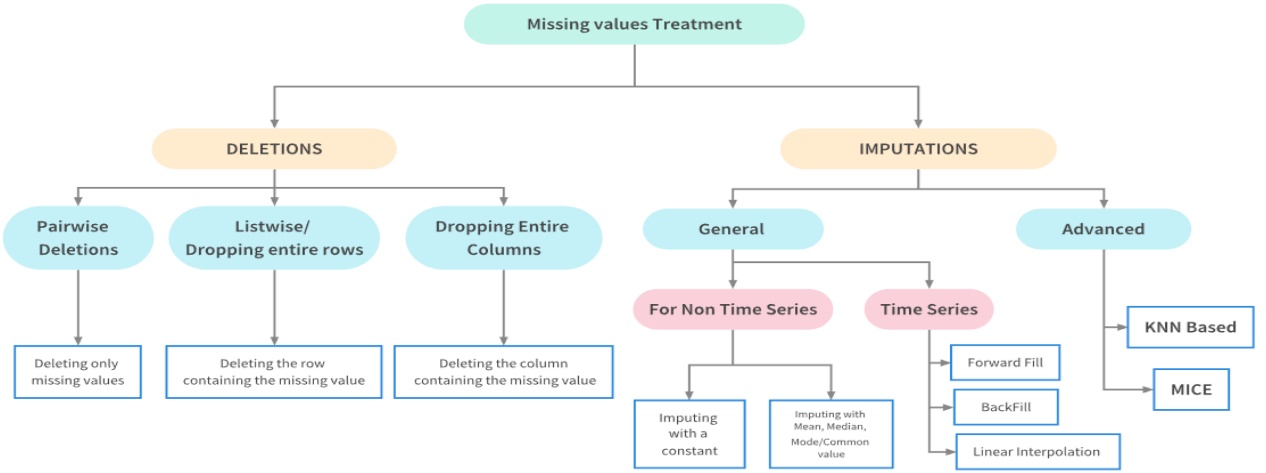 Missing values Treatment
DELETIONS
IMPUTATIONS
Pairwise
Deletions
Listwise/
Dropping entire rows
Dropping Entire
Columns
General
Advanced
For Non Time Series
Time Series
KNN Based
MICE
Deleting only
missing values
Deleting the row
containing the missing value
Deleting the column
containing the missing value
Forward Fill
BackFill
Linear Interpolation
Imputing
with a
constant
Imputing with
Mean, Median,
Mode/Common
value